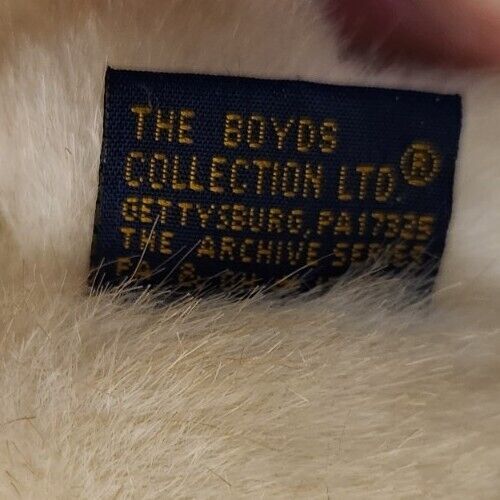 THE BOYDS
COLLECTION LTD ®
GETTYSBURG, PA 17325
THE ARCHIVE SERIES